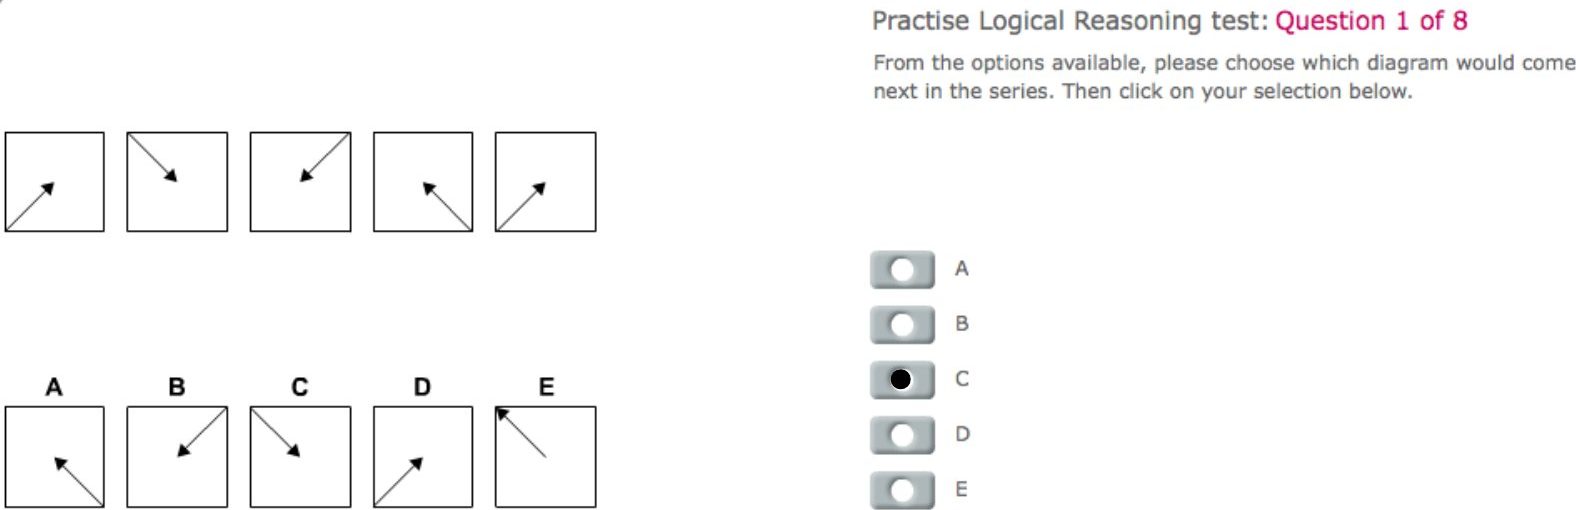 Practise Logical Reasoning test: Question 1 of 8
From the options available, please choose which diagram would come
next in the series. Then click on your selection below.
A
B
C
D
E
A B C D E